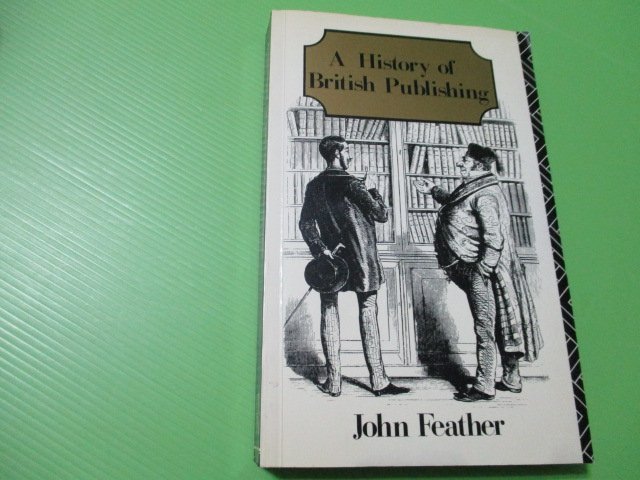 A History of
British Publishing
John Feather